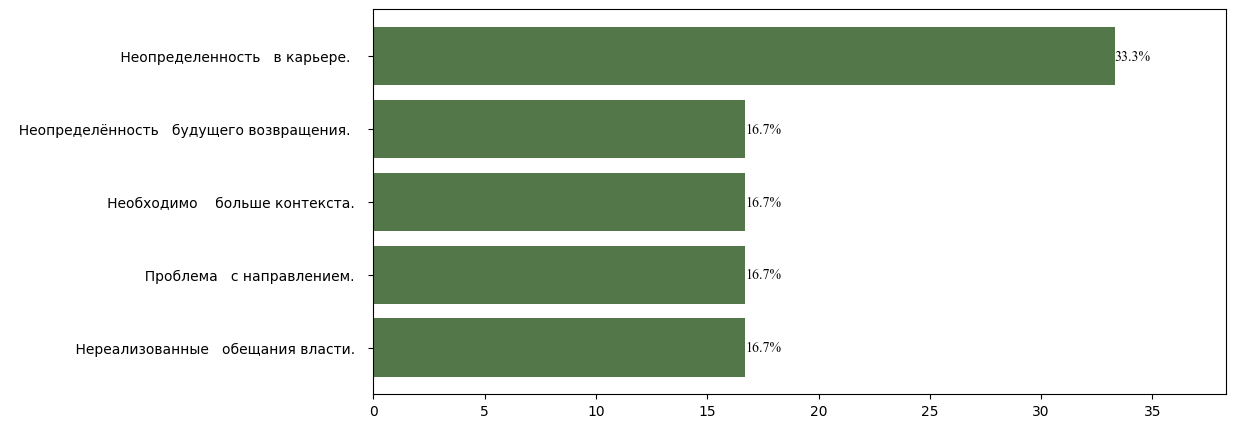 Неопределенность в карьере.
33.3%
Неопределённость будущего возвращения.
16.7%
Необходимо больше контекста.
16.7%
Проблема с направлением.
16.7%
Нереализованные обещания власти.
16.7%
0 5 10 15 20 25 30 35